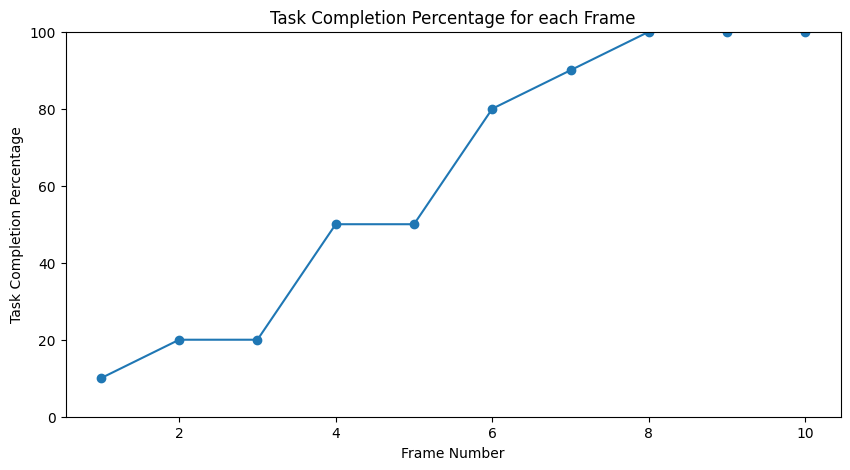 Task Completion Percentage for each Frame
100
80
60
40
20
0
Task Completion Percentage
2 4 6 8 10
Frame Number